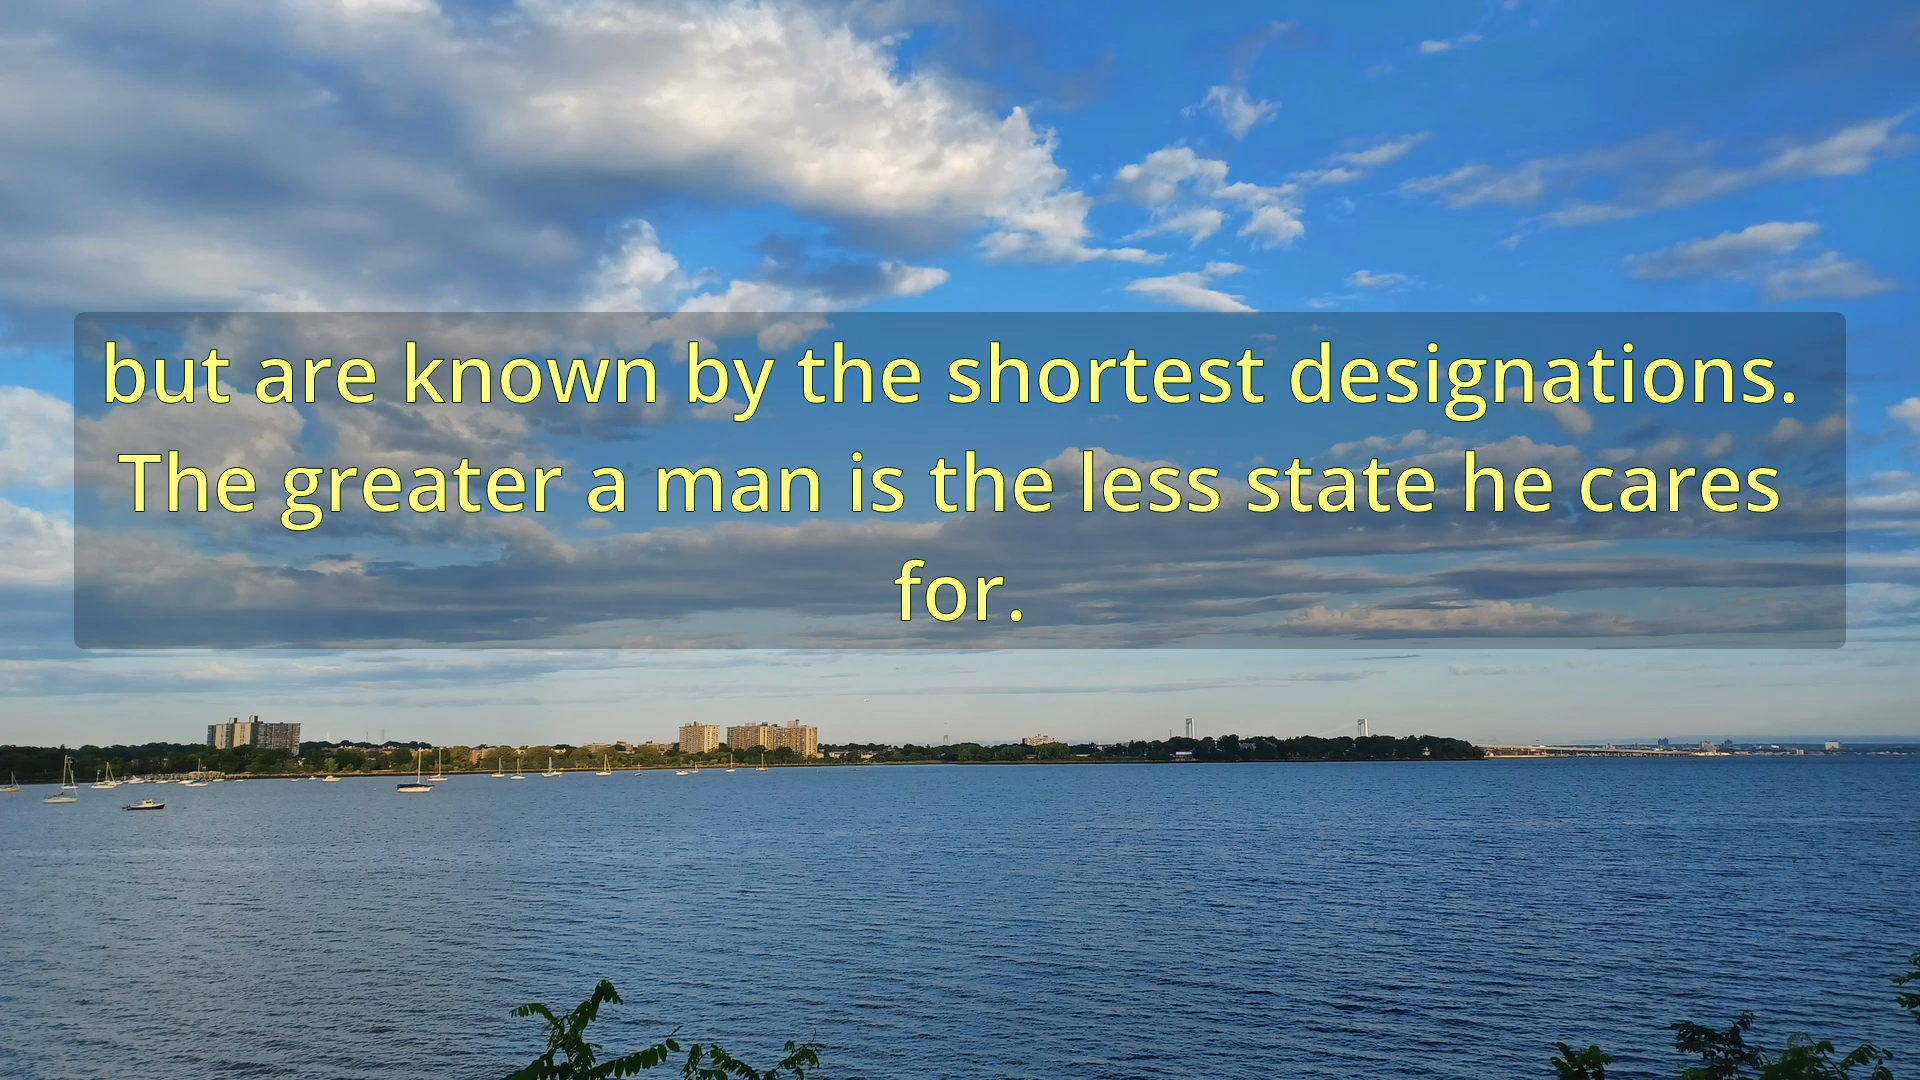 but are known by the shortest designations.
The greater a man is the less state he cares
for.